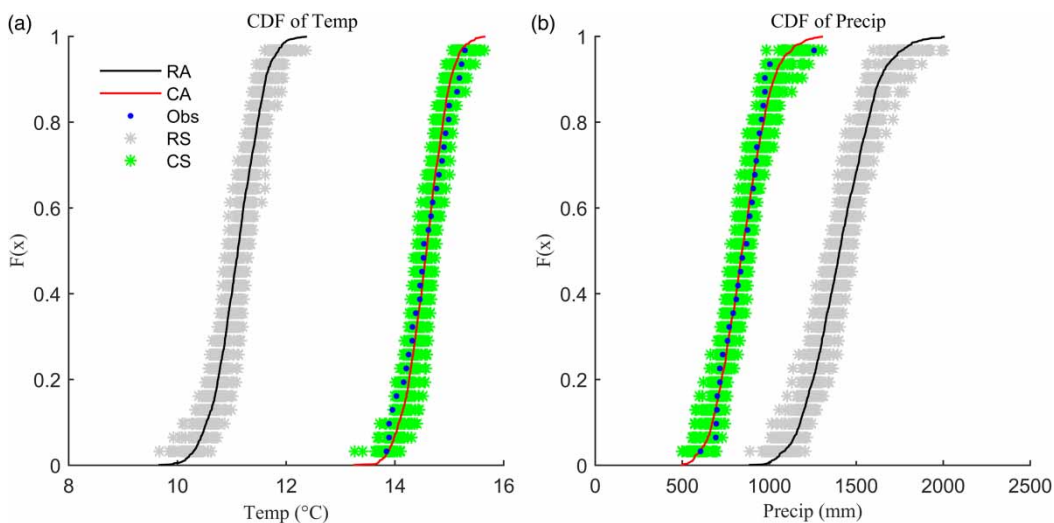 (a)
CDF of Temp
1
0.8
0.6
0.4
0.2
0
F(x)
RA
CA
Obs
RS
CS
8
10
12
14
16
Temp (°C)
(b)
CDF of Precip
1
0.8
0.6
0.4
0.2
0
F(x)
0
500
1000
1500
2000
2500
Precip (mm)